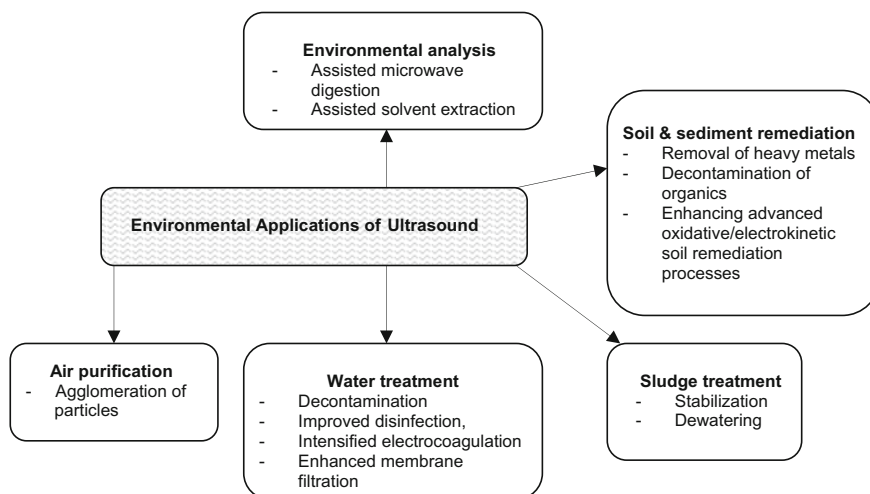 Environmental analysis
- Assisted microwave
digestion
- Assisted solvent extraction
Soil & sediment remediation
- Removal of heavy metals
- Decontamination of
organics
- Enhancing advanced
oxidative/electrokinetic
soil remediation
processes
Environmental Applications of Ultrasound
Air purification
- Agglomeration of
particles
Water treatment
- Decontamination
- Improved disinfection,
- Intensified electrocoagulation
- Enhanced membrane
filtration
Sludge treatment
- Stabilization
- Dewatering